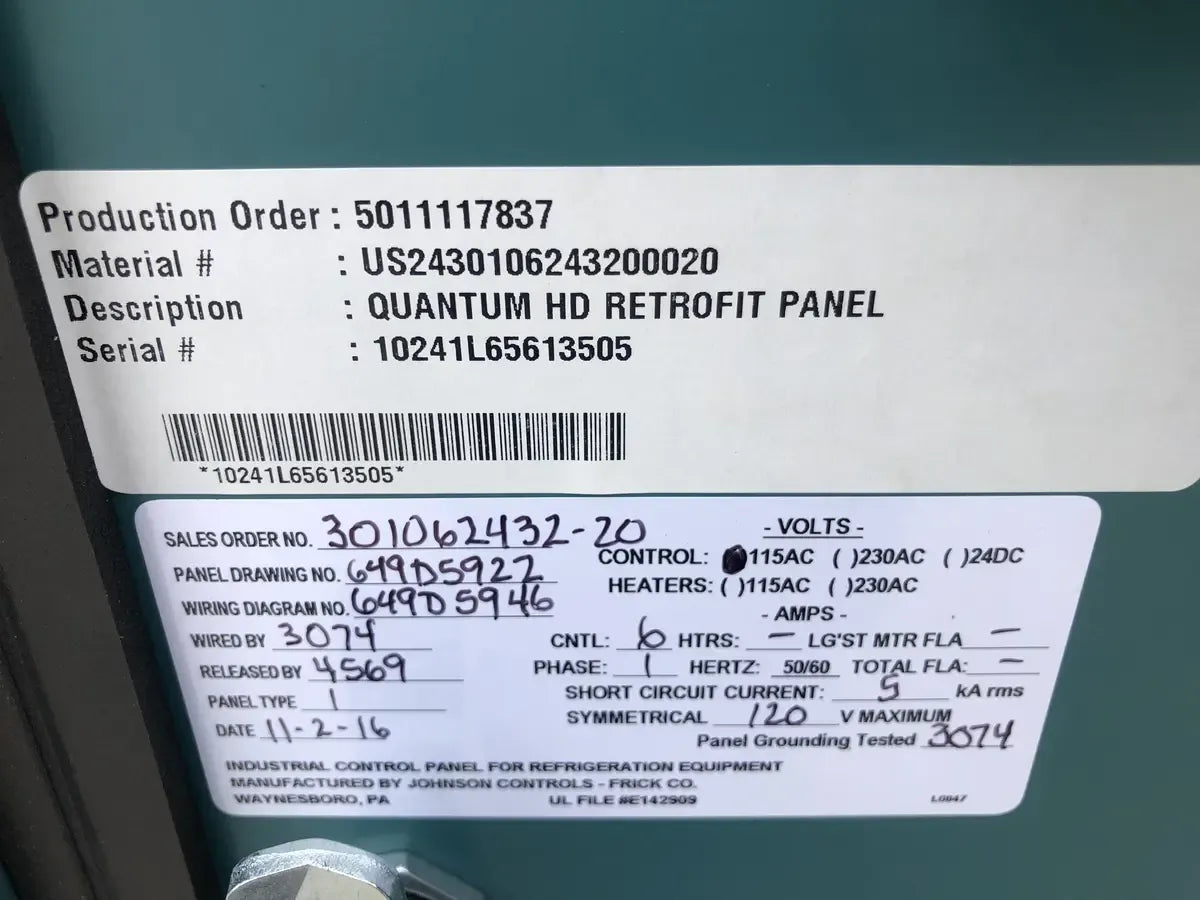 Production Order : 5011117837
Material # : US2430106243200020
Description : QUANTUM HD RETROFIT PANEL
Serial # : 10241L65613505
*10241L65613505*
SALES ORDER NO. 301062432-20
PANEL DRAWING NO. 649D5922
WIRING DIAGRAM NO. 649D5946
WIRED BY 3074
RELEASED BY 4569
PANEL TYPE 1
DATE 11-2-16
- VOLTS -
CONTROL: ( )115AC ( )230AC ( )24DC
HEATERS: ( )115AC ( )230AC
- AMPS -
CNTL: 6 HTRS: — LG'ST MTR FLA —
PHASE: 1 HERTZ: 50/60 TOTAL FLA: —
SHORT CIRCUIT CURRENT: 5 kA rms
SYMMETRICAL 120 V MAXIMUM
Panel Grounding Tested 3074
INDUSTRIAL CONTROL PANEL FOR REFRIGERATION EQUIPMENT
MANUFACTURED BY JOHNSON CONTROLS - FRICK CO.
WAYNESBORO, PA UL FILE #E142909
LG047